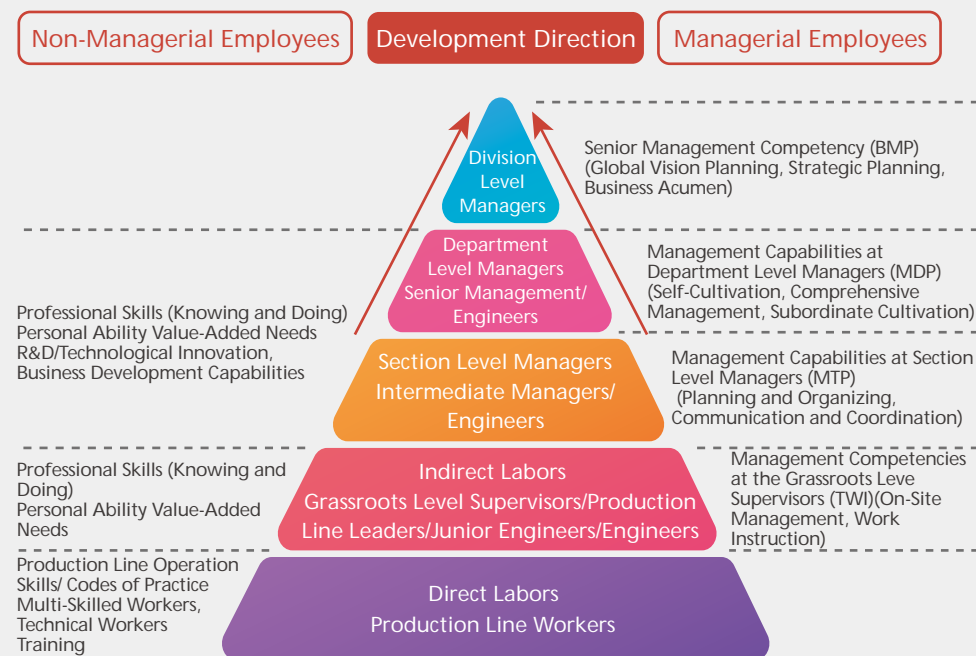 Non-Managerial Employees
Development Direction
Managerial Employees
Division
Level
Managers
Senior Management Competency (BMP)
(Global Vision Planning, Strategic Planning,
Business Acumen)
Department
Level Managers
Senior Management/
Engineers
Management Capabilities at
Department Level Managers (MDP)
(Self-Cultivation, Comprehensive
Management, Subordinate Cultivation)
Professional Skills (Knowing and Doing)
Personal Ability Value-Added Needs
R&D/Technological Innovation,
Business Development Capabilities
Section Level Managers
Intermediate Managers/
Engineers
Management Capabilities at Section
Level Managers (MTP)
(Planning and Organizing,
Communication and Coordination)
Professional Skills (Knowing and
Doing)
Personal Ability Value-Added
Needs
Indirect Labors
Grassroots Level Supervisors/Production
Line Leaders/Junior Engineers/Engineers
Management Competencies
at the Grassroots Leve
Supervisors (TWI)(On-Site
Management, Work
Instruction)
Production Line Operation
Skills/ Codes of Practice
Multi-Skilled Workers,
Technical Workers
Training
Direct Labors
Production Line Workers